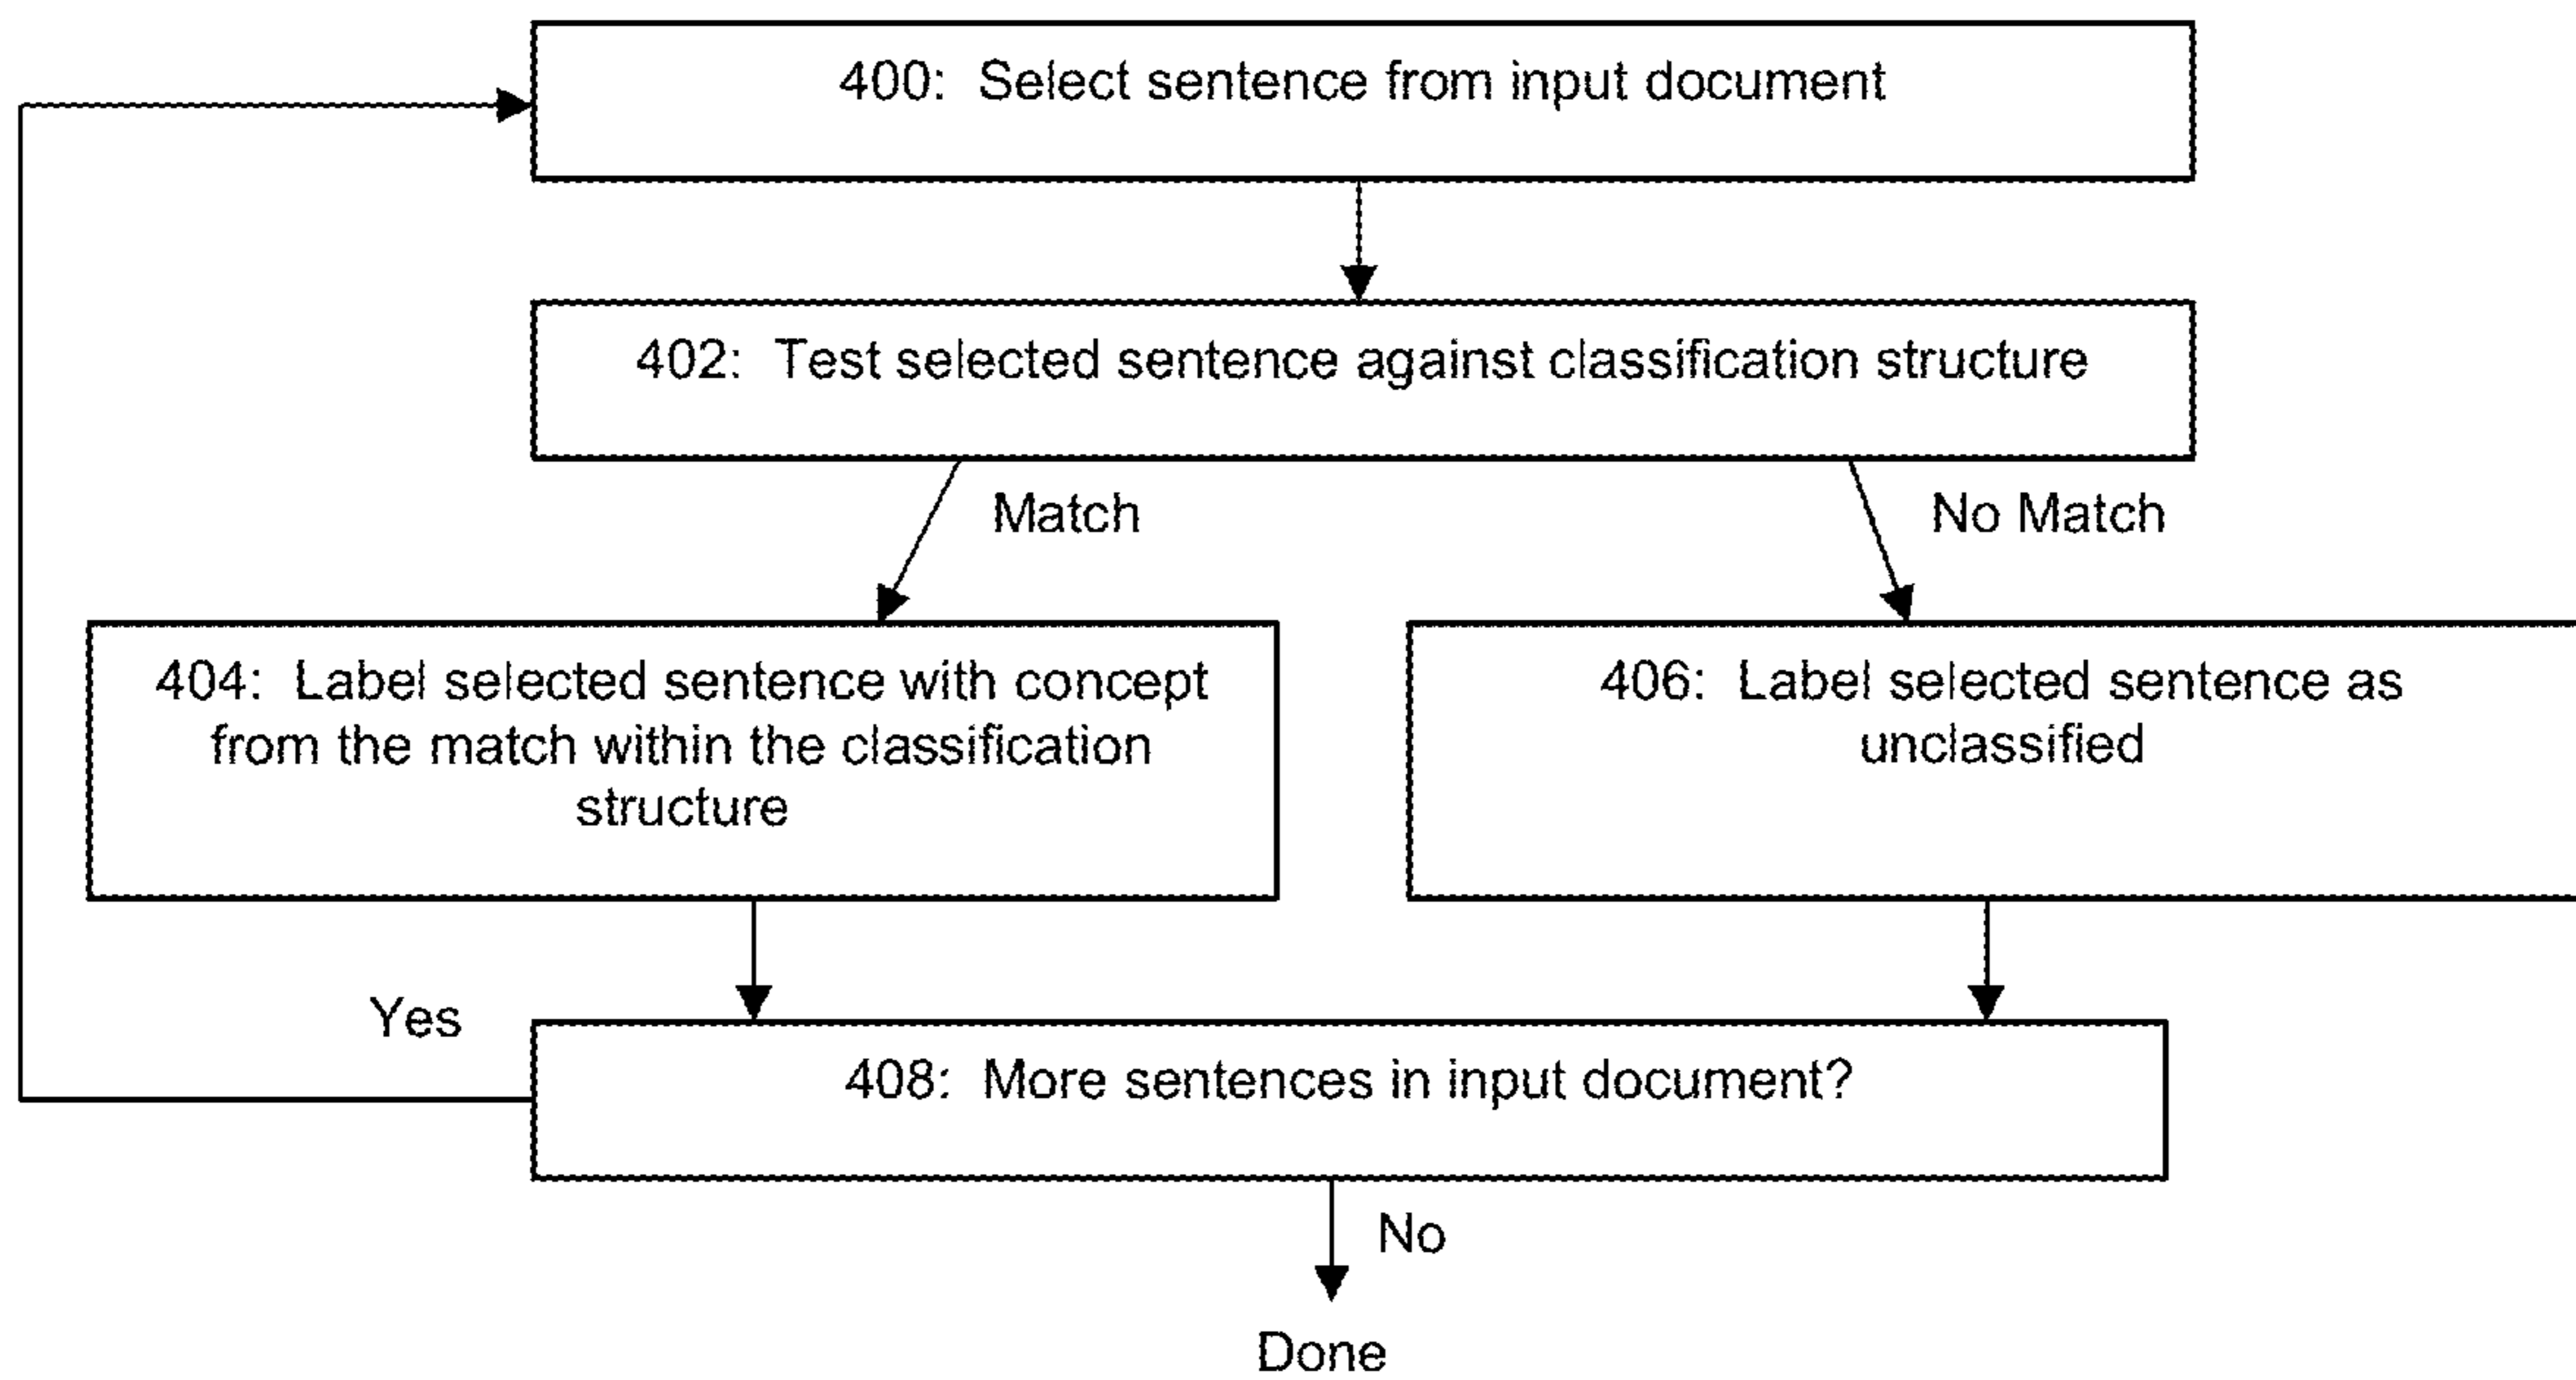 400:  Select sentence from input document
402:  Test selected sentence against classification structure
Match
No Match
404:  Label selected sentence with concept
from the match within the classification
structure
406:  Label selected sentence as
unclassified
Yes
408:  More sentences in input document?
No
Done